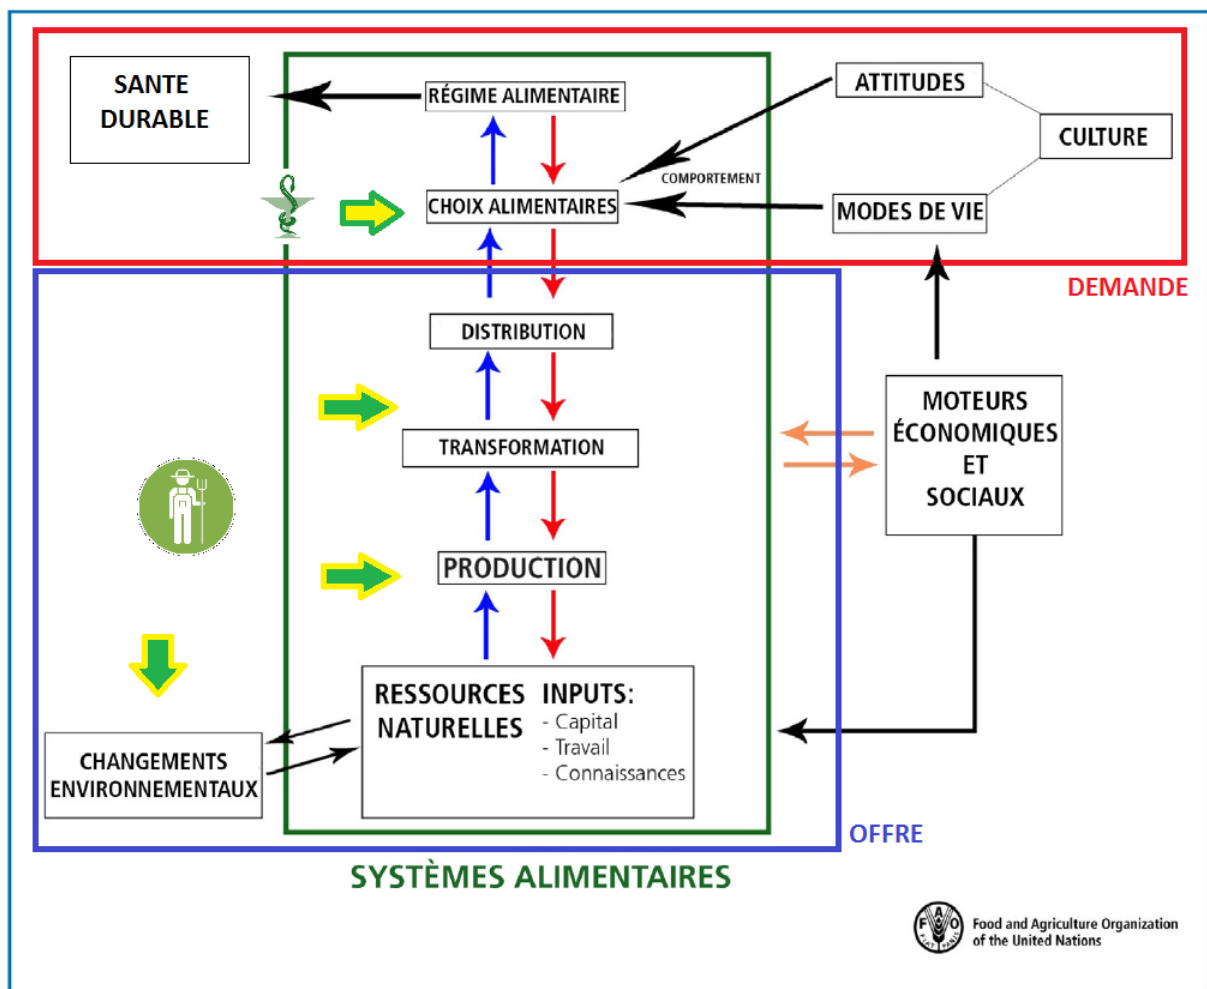 SANTE
DURABLE
RÉGIME ALIMENTAIRE
ATTITUDES
CULTURE
COMPORTEMENT
CHOIX ALIMENTAIRES
MODES DE VIE
DEMANDE
DISTRIBUTION
MOTEURS
ÉCONOMIQUES
ET
SOCIAUX
TRANSFORMATION
PRODUCTION
RESSOURCES
NATURELLES
INPUTS:
- Capital
- Travail
- Connaissances
CHANGEMENTS
ENVIRONNEMENTAUX
OFFRE
SYSTÈMES ALIMENTAIRES
F A O
FIAT PANIS
Food and Agriculture Organization
of the United Nations